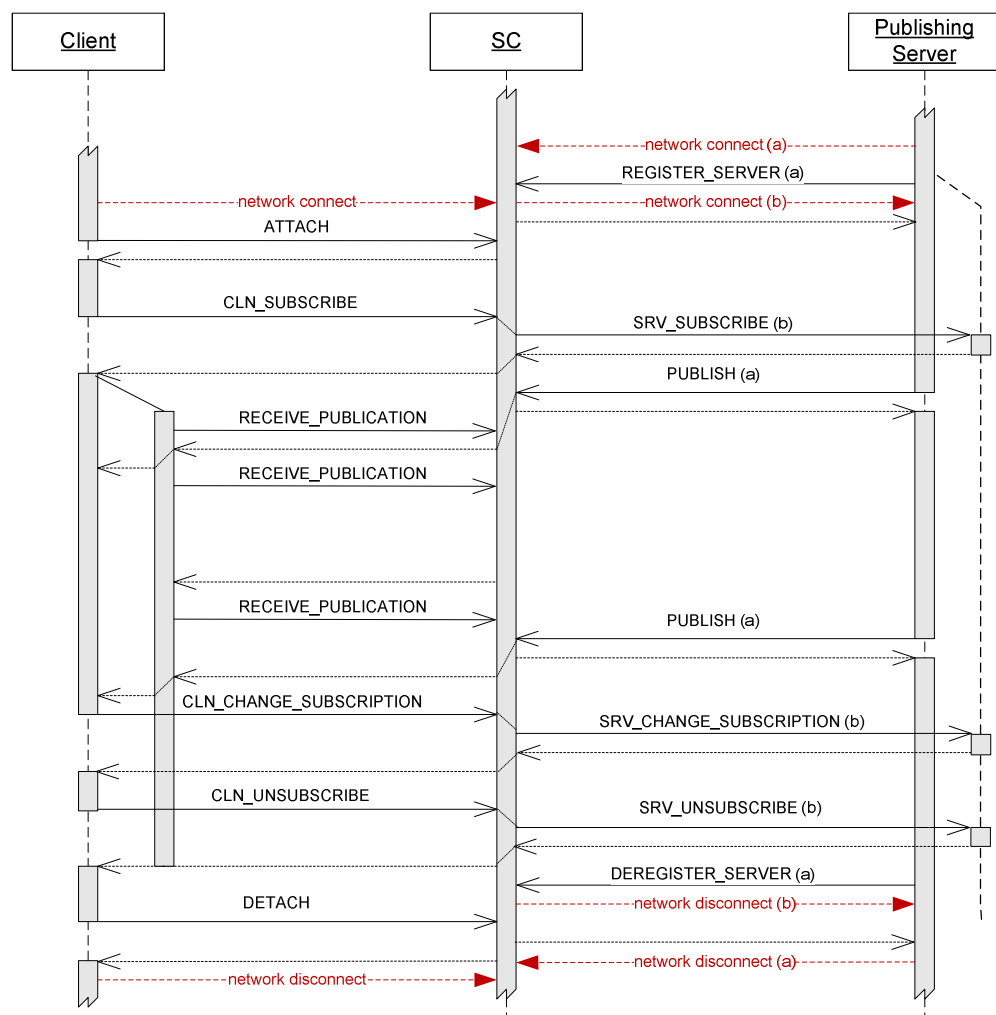 Client
SC
Publishing
Server
network connect (a)
REGISTER_SERVER (a)
network connect
network connect (b)
ATTACH
CLN_SUBSCRIBE
SRV_SUBSCRIBE (b)
PUBLISH (a)
RECEIVE_PUBLICATION
RECEIVE_PUBLICATION
RECEIVE_PUBLICATION
PUBLISH (a)
CLN_CHANGE_SUBSCRIPTION
SRV_CHANGE_SUBSCRIPTION (b)
CLN_UNSUBSCRIBE
SRV_UNSUBSCRIBE (b)
DEREGISTER_SERVER (a)
DETACH
network disconnect (b)
network disconnect (a)
network disconnect